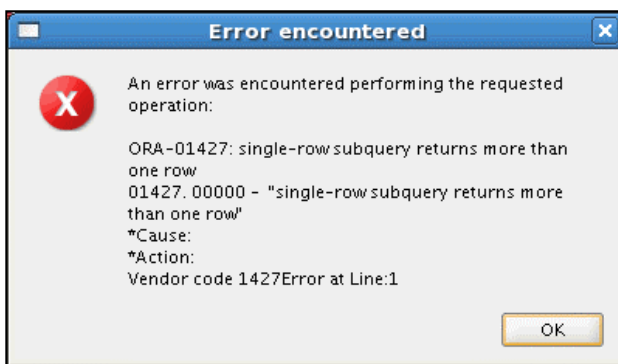 Error encountered
An error was encountered performing the requested
operation:
ORA-01427: single-row subquery returns more than
one row
01427. 00000 - "single-row subquery returns more
than one row"
*Cause:
*Action:
Vendor code 1427Error at Line:1
OK